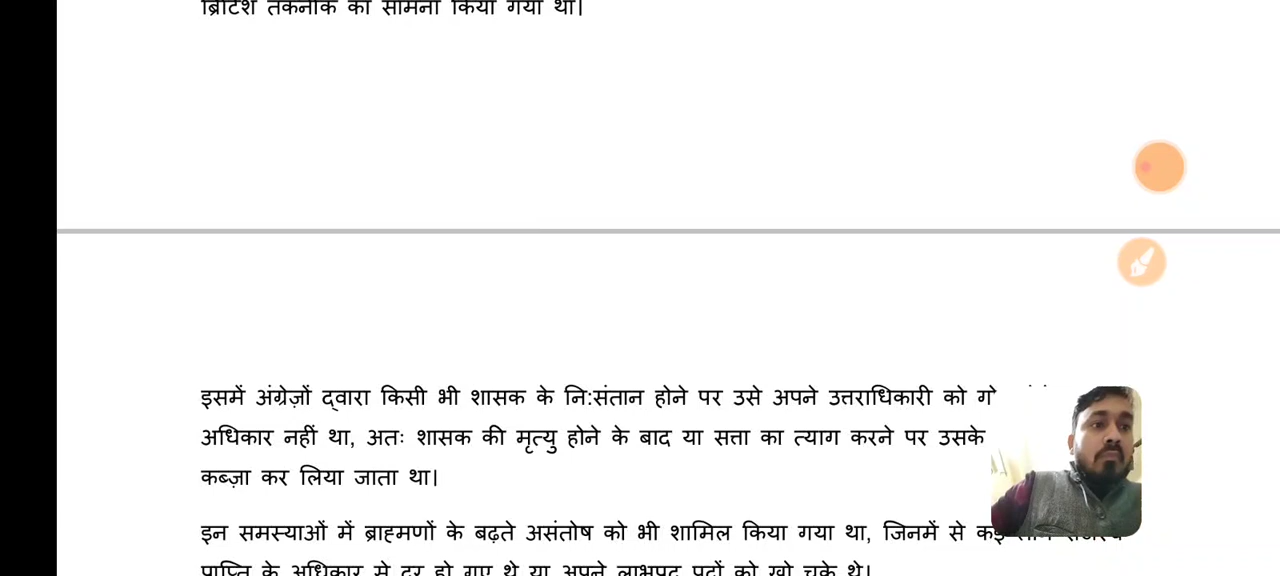 ब्रिटिश तकनीक का सामना किया गया था।
इसमें अंग्रेज़ों द्वारा किसी भी शासक के नि:संतान होने पर उसे अपने उत्तराधिकारी को
अधिकार नहीं था, अतः शासक की मृत्यु होने के बाद या सत्ता का त्याग करने पर उसके
कब्ज़ा कर लिया जाता था।
इन समस्याओं में ब्राह्मणों के बढ़ते असंतोष को भी शामिल किया गया था, जिनमें से कई
प्राप्ति के अधिकार से दूर हो गए थे या अपने लाभप्रद पदों को खो चुके थे।